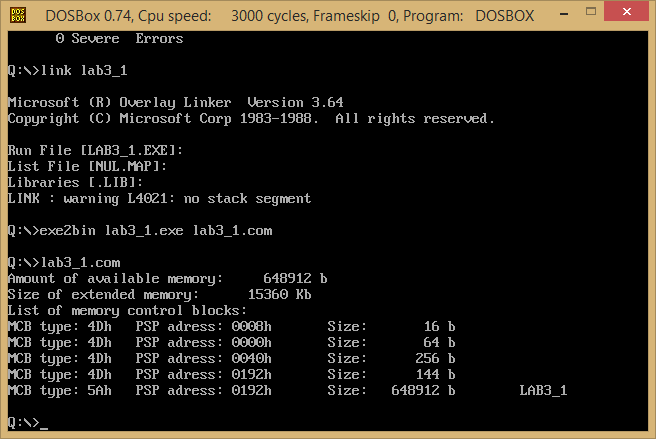 DOS
BOX
DOSBox 0.74, Cpu speed: 3000 cycles, Frameskip 0, Program: DOSBOX
0 Severe Errors
Q:\>link lab3_1
Microsoft (R) Overlay Linker Version 3.64
Copyright (C) Microsoft Corp 1983-1988. All rights reserved.
Run File [LAB3_1.EXE]:
List File [NUL.MAP]:
Libraries [.LIB]:
LINK : warning L4021: no stack segment
Q:\>exe2bin lab3_1.exe lab3_1.com
Q:\>lab3_1.com
Amount of available memory: 648912 b
Size of extended memory: 15360 Kb
List of memory control blocks:
MCB type: 4Dh PSP adress: 0008h Size: 16 b
MCB type: 4Dh PSP adress: 0000h Size: 64 b
MCB type: 4Dh PSP adress: 0040h Size: 256 b
MCB type: 4Dh PSP adress: 0192h Size: 144 b
MCB type: 5Ah PSP adress: 0192h Size: 648912 b LAB3_1
Q:\>_